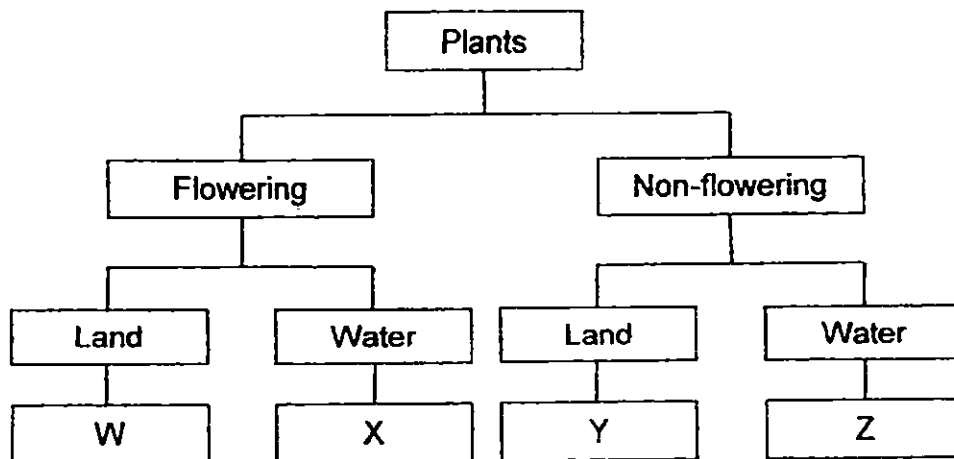 Plants
Flowering
Non-flowering
Land
Water
Land
Water
W
X
Y
Z